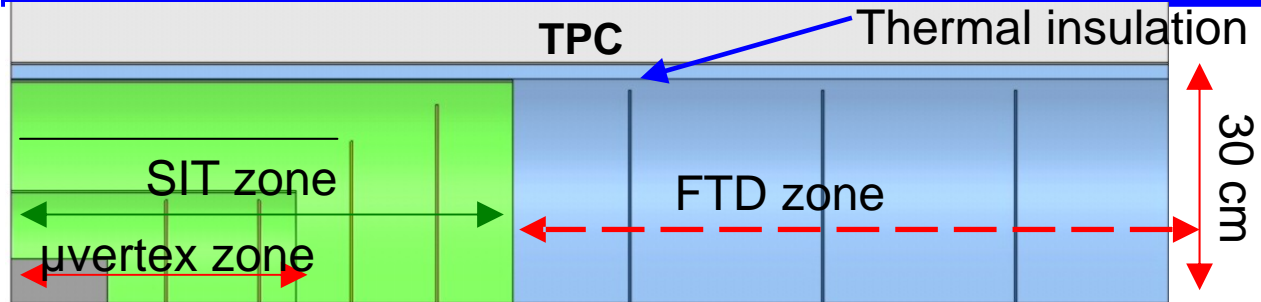 TPC
Thermal insulation
SIT zone
FTD zone
μvertex zone
30 cm